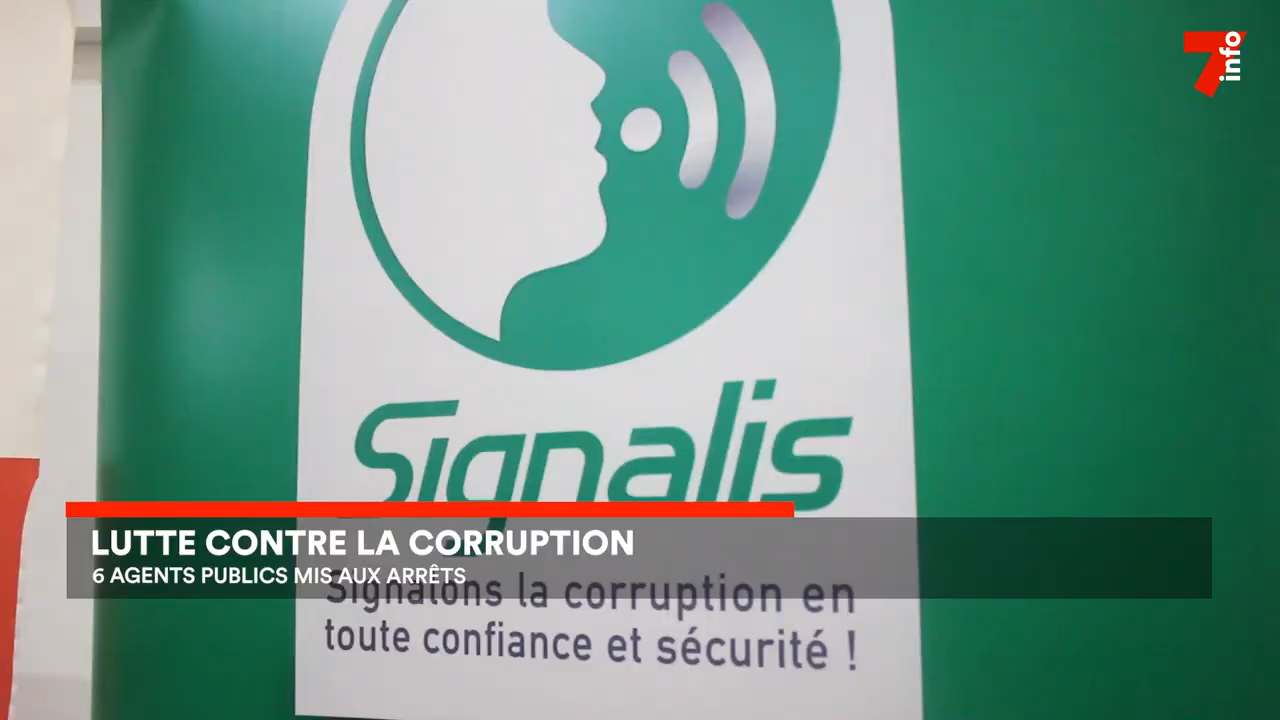 7info
Signalis
LUTTE CONTRE LA CORRUPTION
6 AGENTS PUBLICS MIS AUX ARRÊTS
Signalons la corruption en
toute confiance et sécurité !